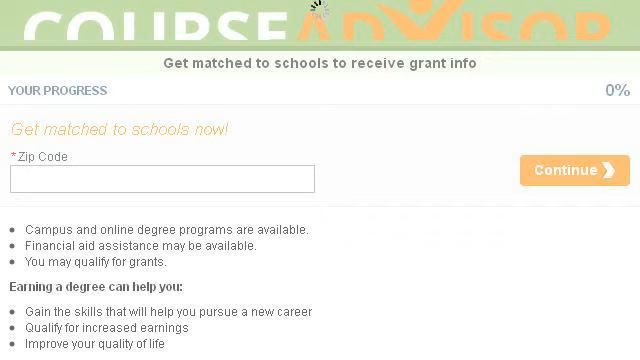 COURSEADVISOR
Get matched to schools to receive grant info
YOUR PROGRESS 0%
Get matched to schools now!
*Zip Code
Continue
• Campus and online degree programs are available.
• Financial aid assistance may be available.
• You may qualify for grants.
Earning a degree can help you:
• Gain the skills that will help you pursue a new career
• Qualify for increased earnings
• Improve your quality of life